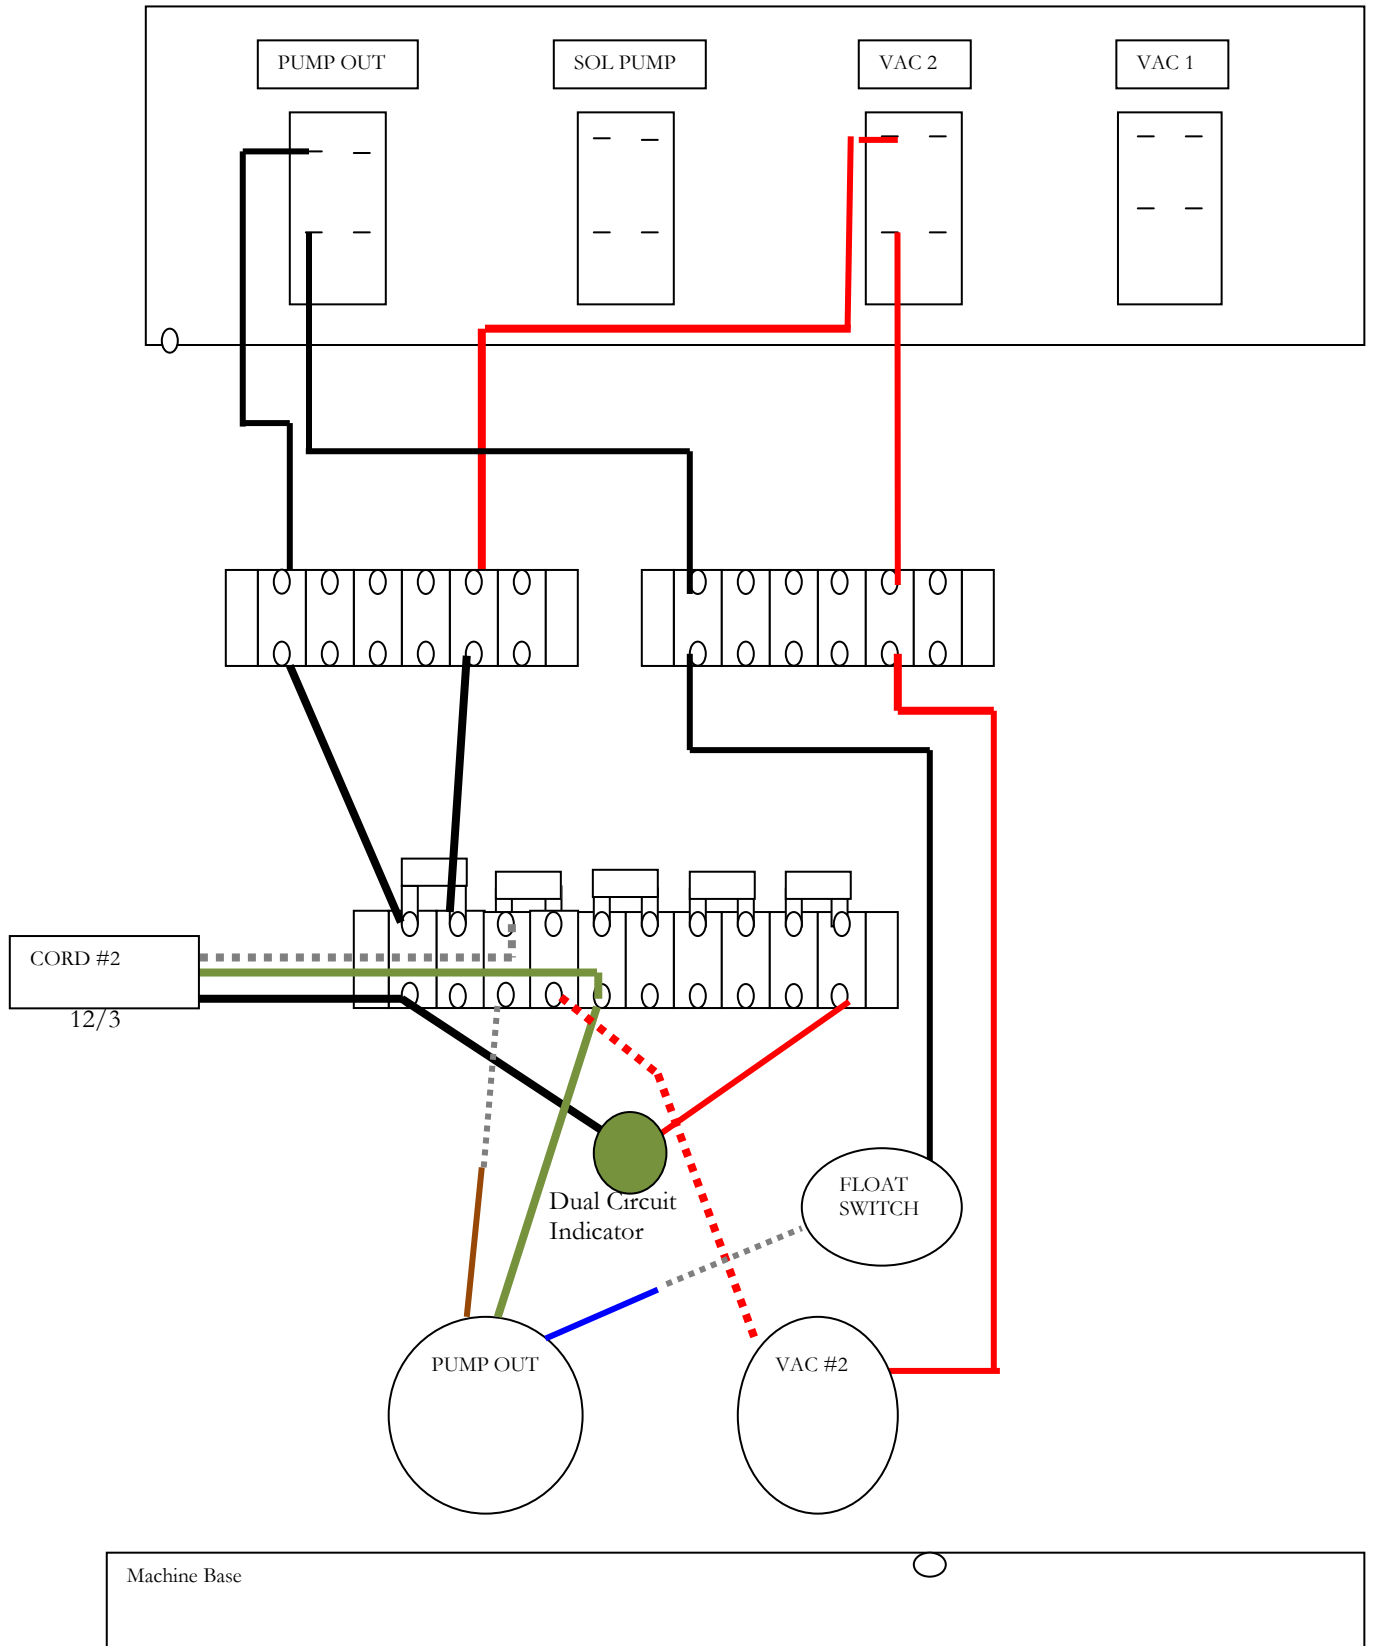 PUMP OUT
SOL PUMP
VAC 2
VAC 1
CORD #2
12/3
Dual Circuit
Indicator
FLOAT
SWITCH
PUMP OUT
VAC #2
Machine Base